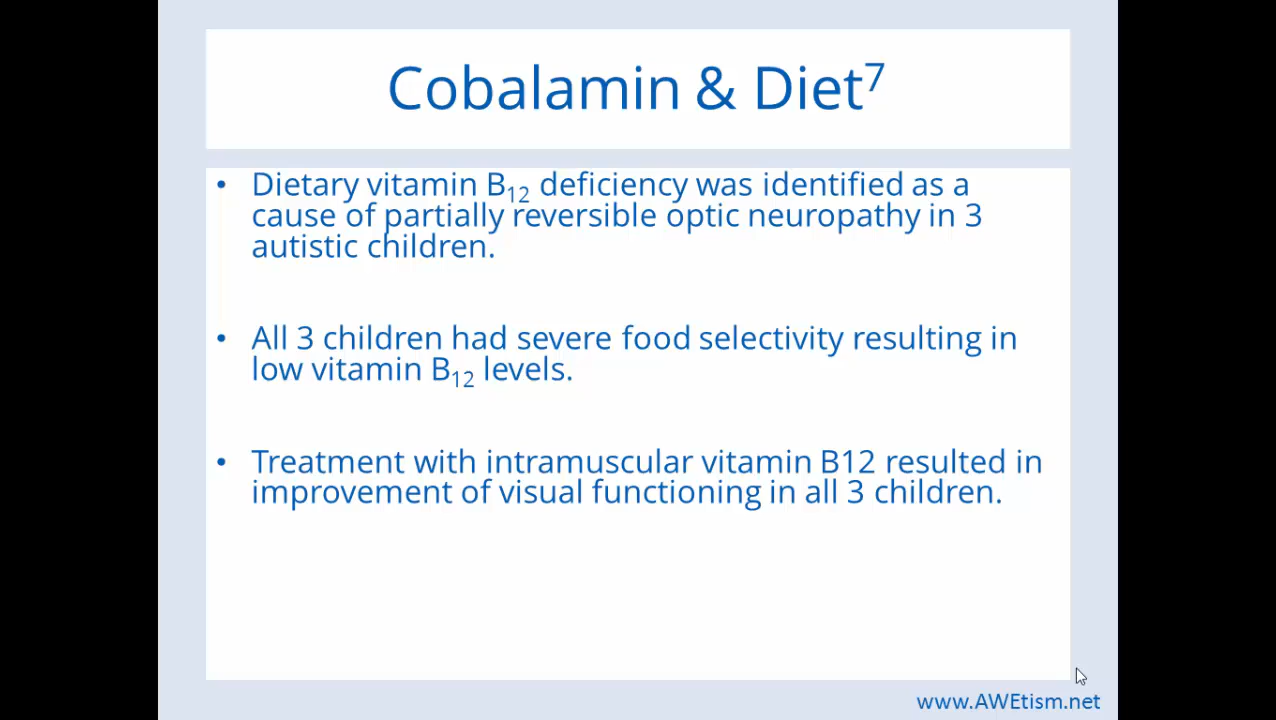 Cobalamin & Diet⁷
• Dietary vitamin B₁₂ deficiency was identified as a
cause of partially reversible optic neuropathy in 3
autistic children.
• All 3 children had severe food selectivity resulting in
low vitamin B₁₂ levels.
• Treatment with intramuscular vitamin B12 resulted in
improvement of visual functioning in all 3 children.
www.AWEtism.net